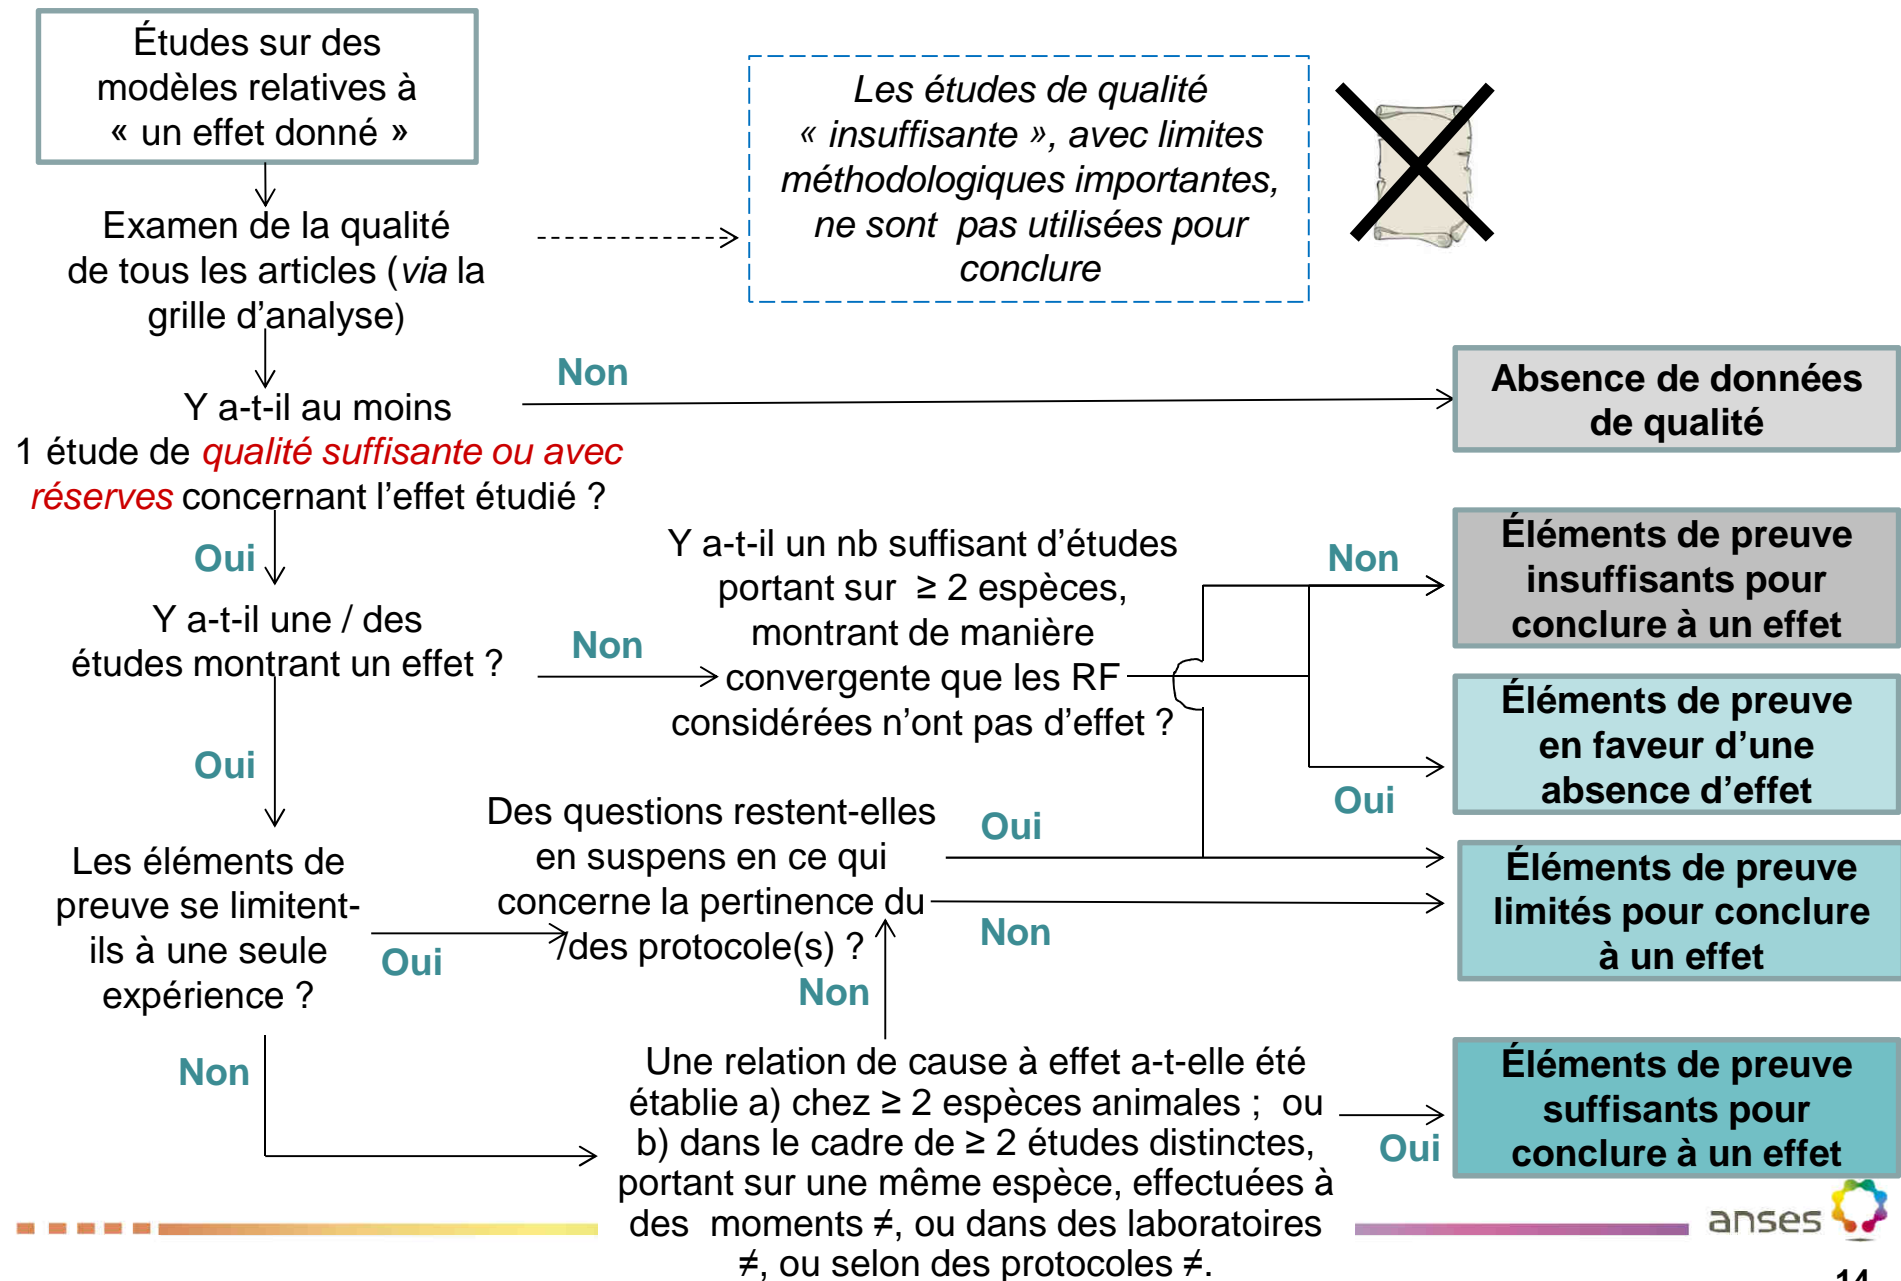 Études sur des
modèles relatives à
« un effet donné »
Les études de qualité
« insuffisante », avec limites
méthodologiques importantes,
ne sont pas utilisées pour
conclure
Examen de la qualité
de tous les articles (via la
grille d'analyse)
Non
Absence de données
de qualité
Y a-t-il au moins
1 étude de qualité suffisante ou avec
réserves concernant l'effet étudié ?
Oui
Y a-t-il une / des
études montrant un effet ?
Non
Y a-t-il un nb suffisant d'études
portant sur ≥ 2 espèces,
montrant de manière
convergente que les RF
considérées n'ont pas d'effet ?
Non
Éléments de preuve
insuffisants pour
conclure à un effet
Oui
Éléments de preuve
en faveur d'une
absence d'effet
Oui
Les éléments de
preuve se limitent-
ils à une seule
expérience ?
Oui
Des questions restent-elles
en suspens en ce qui
concerne la pertinence du
/des protocole(s) ?
Oui
Non
Éléments de preuve
limités pour conclure
à un effet
Non
Non
Une relation de cause à effet a-t-elle été
établie a) chez ≥ 2 espèces animales ; ou
b) dans le cadre de ≥ 2 études distinctes,
portant sur une même espèce, effectuées à
des moments ≠, ou dans des laboratoires
≠, ou selon des protocoles ≠.
Oui
Éléments de preuve
suffisants pour
conclure à un effet
anses
14